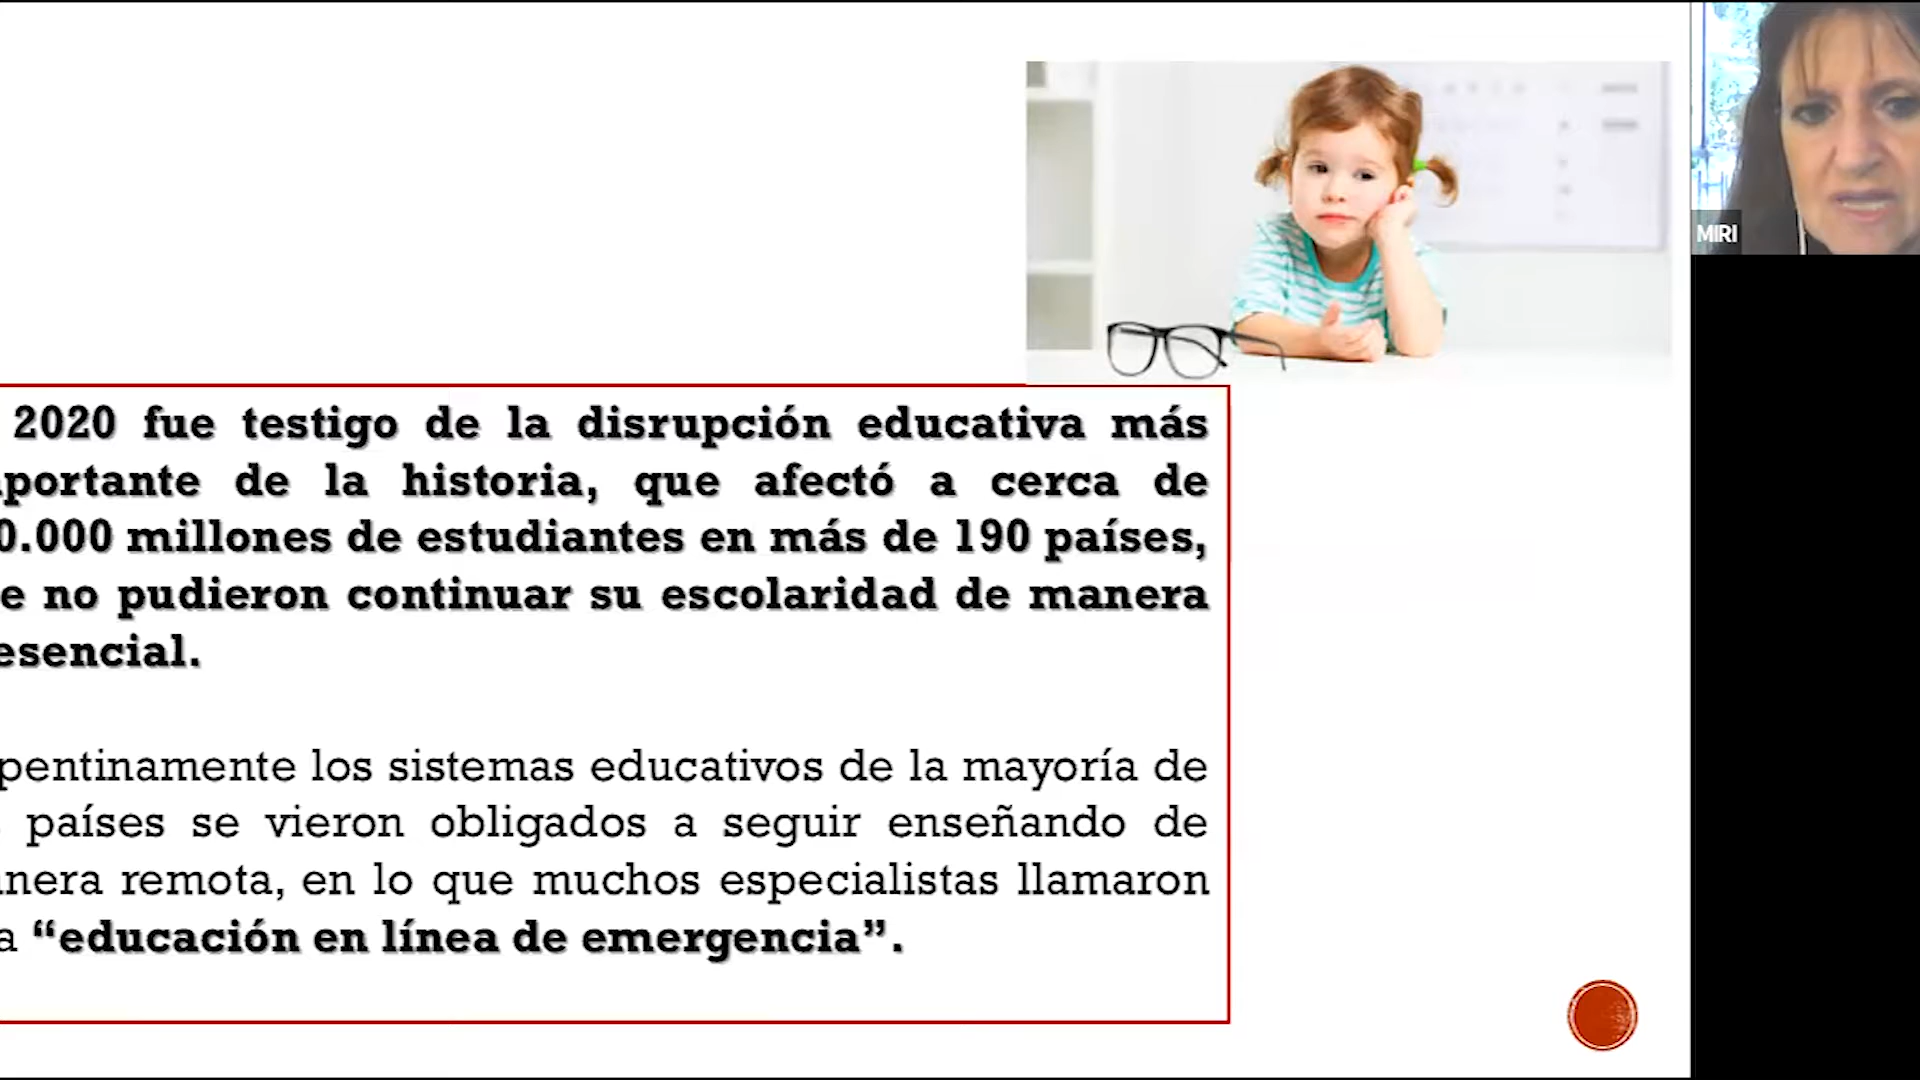 MIRI
2020 fue testigo de la disrupción educativa más
portante de la historia, que afectó a cerca de
0.000 millones de estudiantes en más de 190 países,
e no pudieron continuar su escolaridad de manera
esencial.
pentinamente los sistemas educativos de la mayoría de
países se vieron obligados a seguir enseñando de
nera remota, en lo que muchos especialistas llamaron
a “educación en línea de emergencia”.